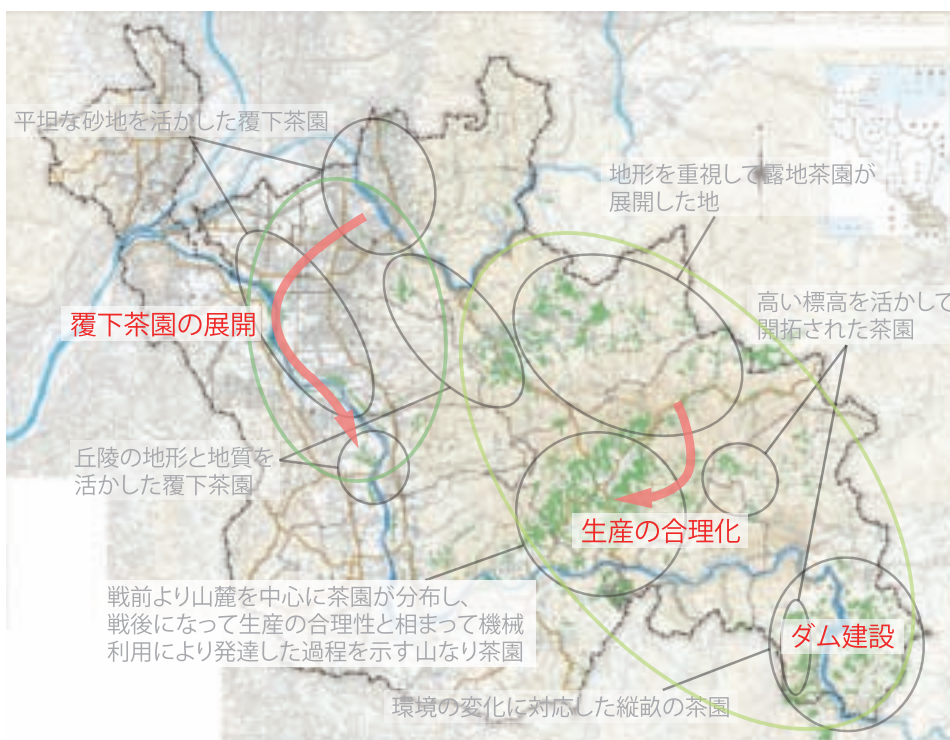 平坦な砂地を活かした覆下茶園
地形を重視して露地茶園が
展開した地
高い標高を活かして
開拓された茶園
覆下茶園の展開
丘陵の地形と地質を
活かした覆下茶園
生産の合理化
戦前より山麓を中心に茶園が分布し、
戦後になって生産の合理性と相まって機械
利用により発達した過程を示す山なり茶園
ダム建設
環境の変化に対応した縦畝の茶園